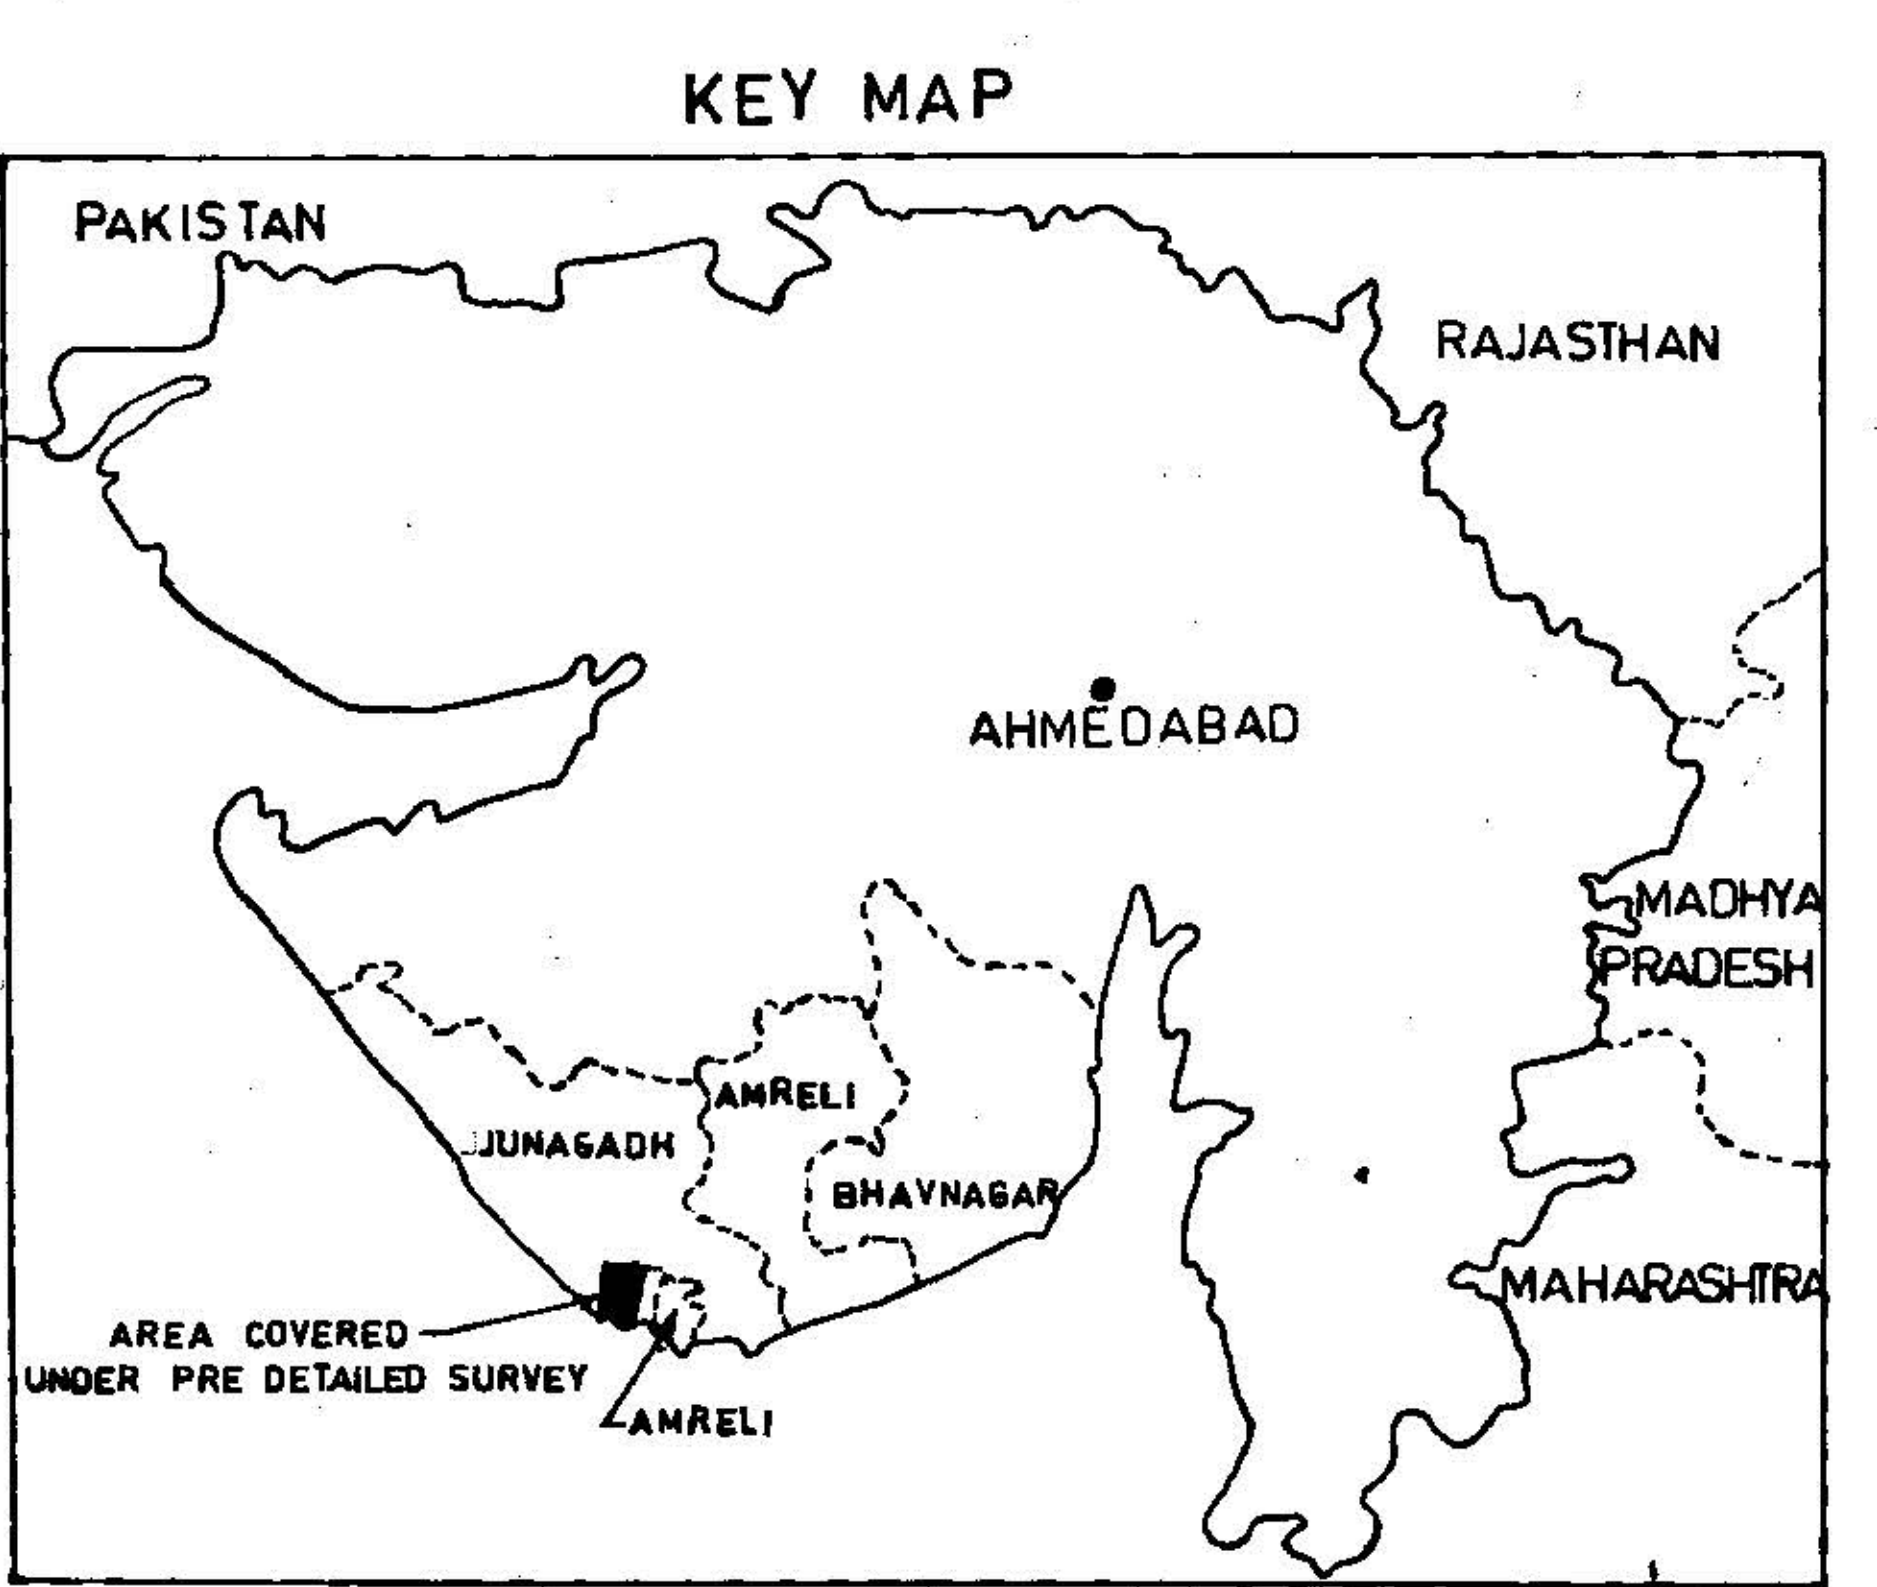 KEY MAP
PAKISTAN
RAJASTHAN
AHMEDABAD
MADHYA
PRADESH
AMRELI
JUNAGADH
BHAVNAGAR
MAHARASHTRA
AREA COVERED
UNDER PRE DETAILED SURVEY
AMRELI